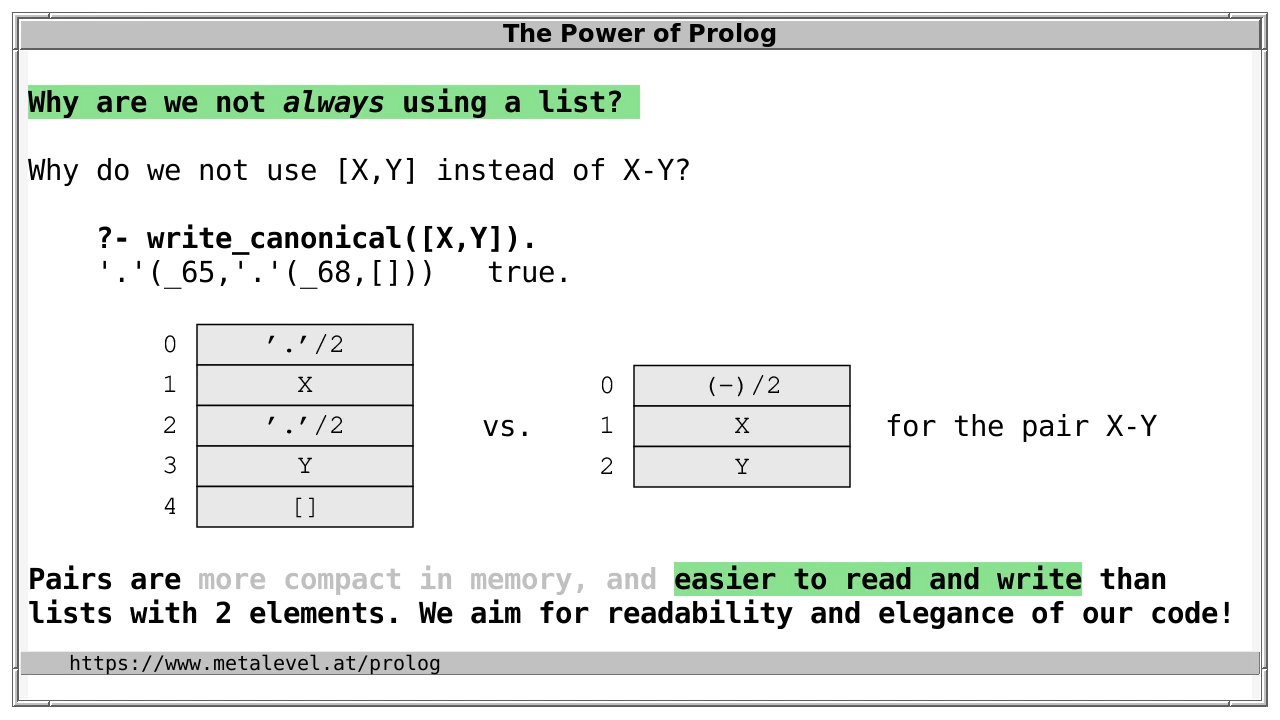 The Power of Prolog
Why are we not always using a list?
Why do we not use [X,Y] instead of X-Y?
?- write_canonical([X,Y]).
'.'(_65,'.'(_68,[]))   true.
0 '.'/2
1 X
2 '.'/2
3 Y
4 []
vs.
0 (-)/2
1 X
2 Y
for the pair X-Y
Pairs are more compact in memory, and easier to read and write than
lists with 2 elements. We aim for readability and elegance of our code!
https://www.metalevel.at/prolog